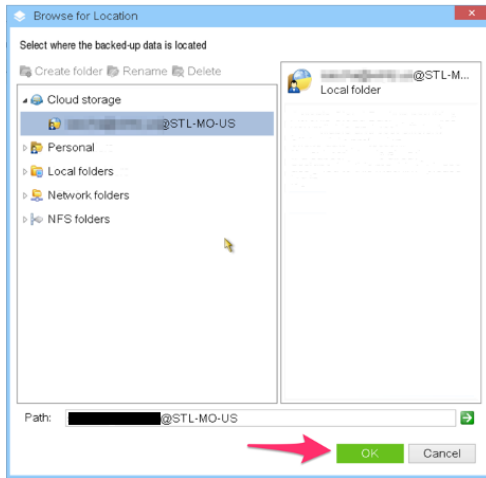 Browse for Location
Select where the backed-up data is located
Create folder Rename Delete
Cloud storage
@STL-MO-US
Personal
Local folders
Network folders
NFS folders
@STL-M...
Local folder
Path: @STL-MO-US
OK Cancel